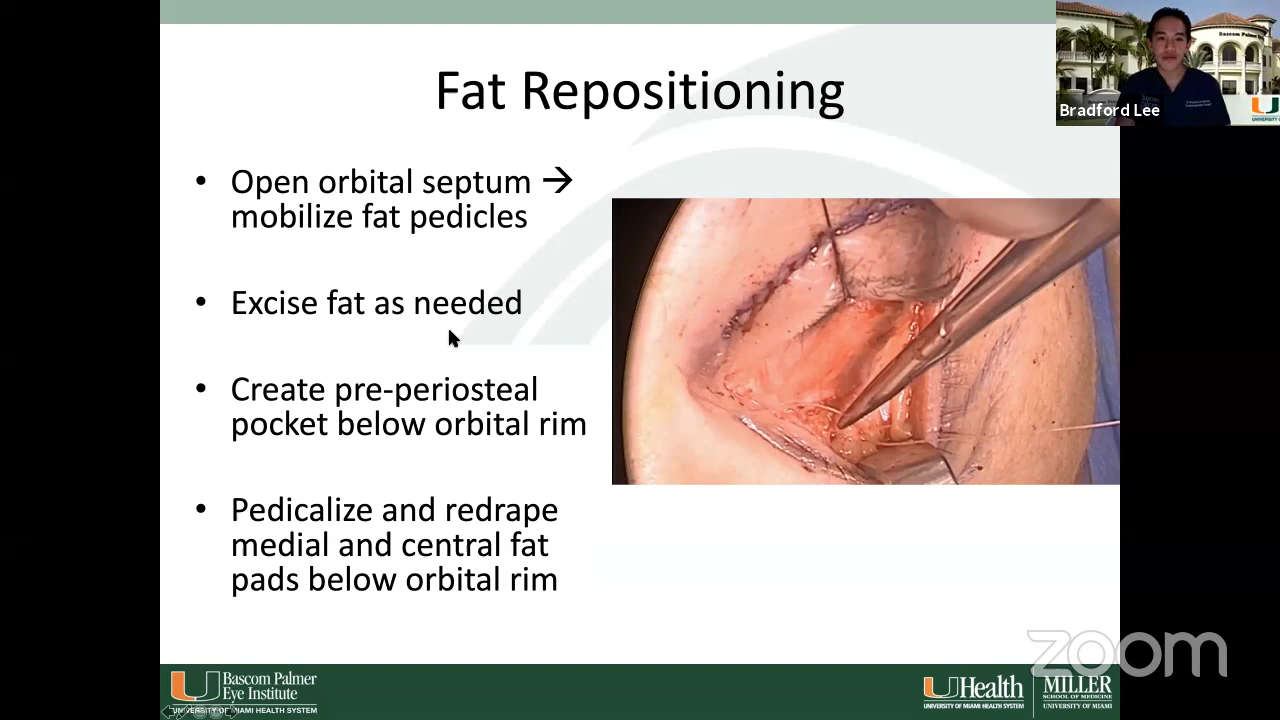 Fat Repositioning
Bascom Palmer
Bradford Lee
• Open orbital septum →
mobilize fat pedicles
• Excise fat as needed
• Create pre-periosteal
pocket below orbital rim
• Pedicalize and redrape
medial and central fat
pads below orbital rim
zoom
Bascom Palmer
Eye Institute
UNIVERSITY OF MIAMI HEALTH SYSTEM
UHealth
UNIVERSITY OF MIAMI HEALTH SYSTEM
MILLER
SCHOOL OF MEDICINE
UNIVERSITY OF MIAMI